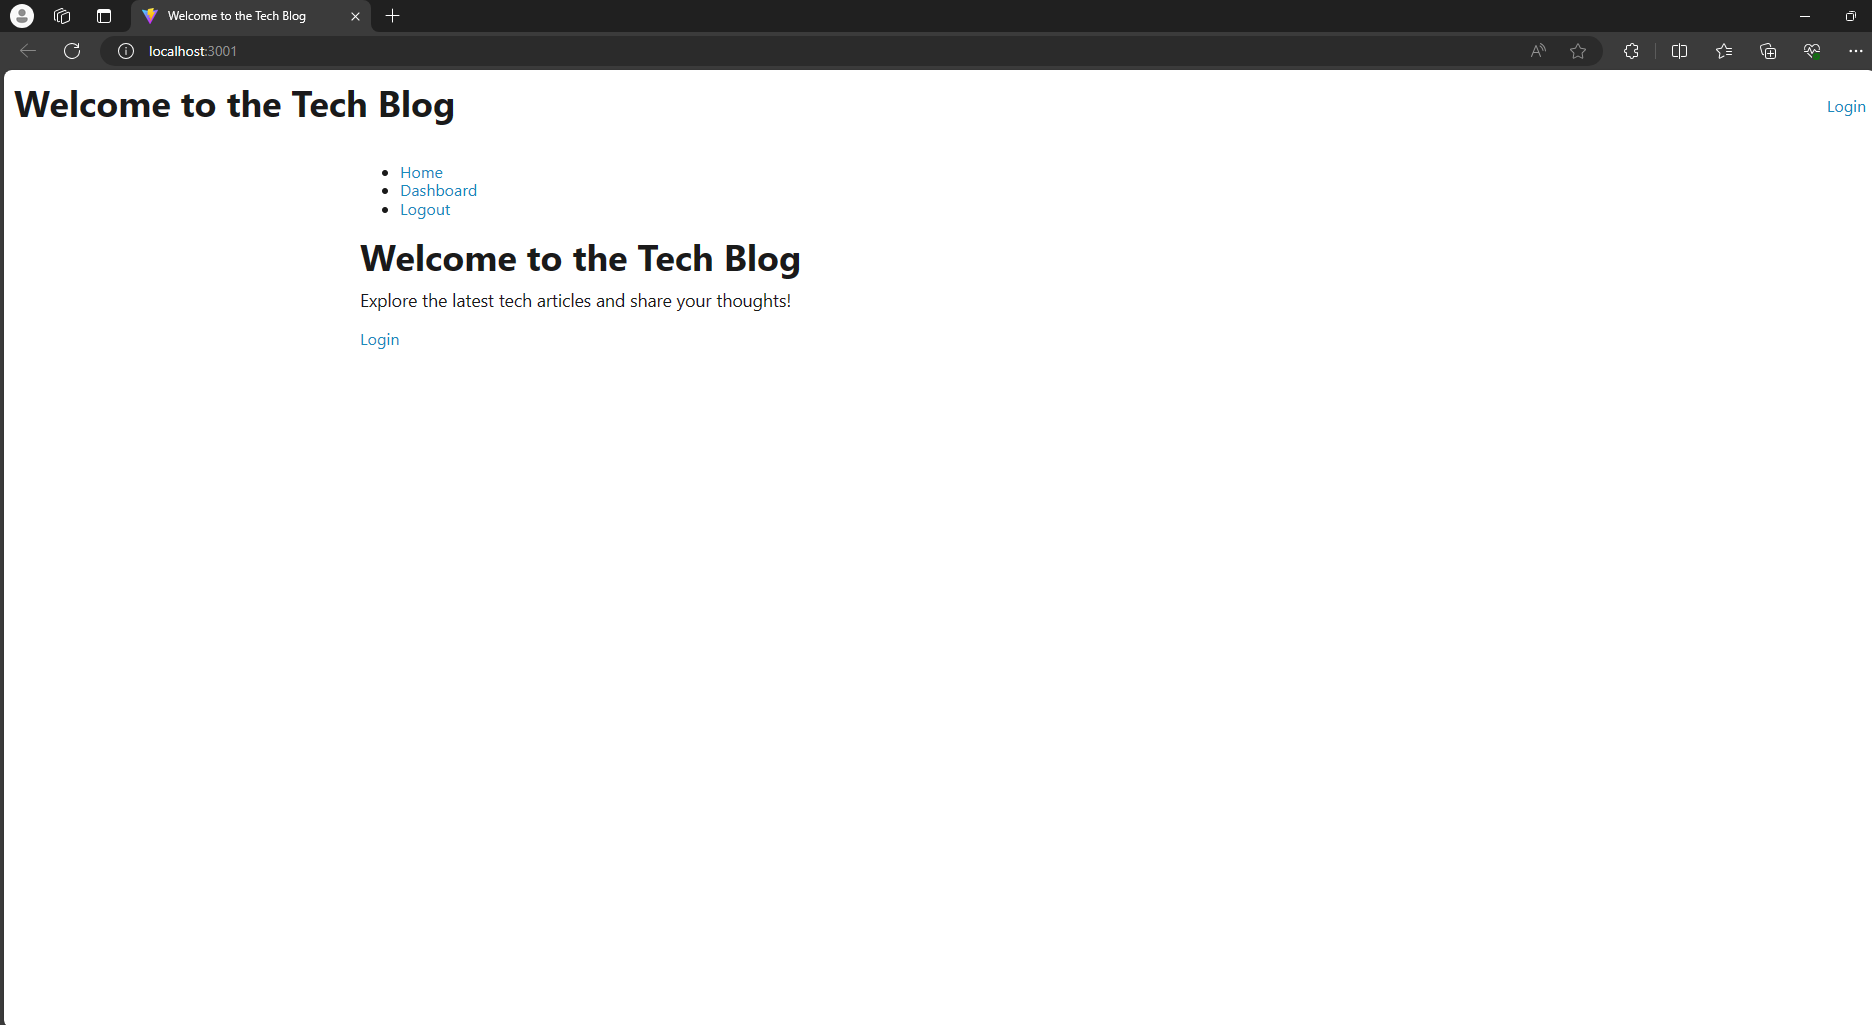 Welcome to the Tech Blog
localhost:3001
Welcome to the Tech Blog
Login
Home
Dashboard
Logout
Welcome to the Tech Blog
Explore the latest tech articles and share your thoughts!
Login